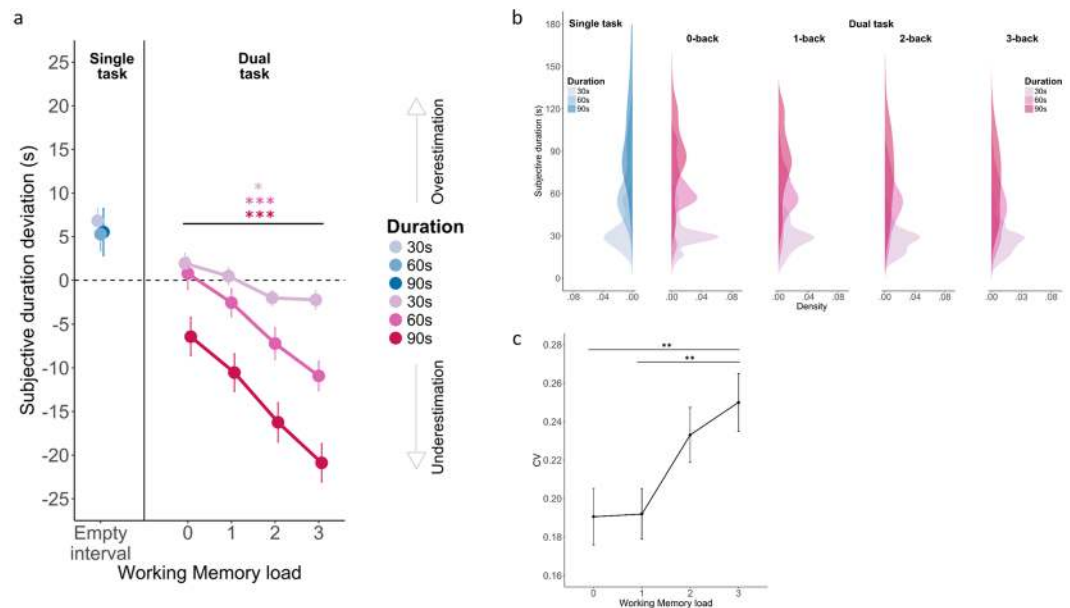 a
Single
task
Dual
task
25
20
15
10
5
0
-5
-10
-15
-20
-25
Subjective duration deviation (s)
*
***
***
Overestimation
Underestimation
Duration
30s
60s
90s
30s
60s
90s
Empty
interval
0
1
2
3
Working Memory load
b
Single task
Dual task
0-back
1-back
2-back
3-back
180
150
120
90
60
30
0
Subjective duration (s)
Duration
30s
60s
90s
Duration
30s
60s
90s
.08 .04 .00
.00 .04 .08
.00 .04 .08
.00 .04 .08
.00 .03 .08
Density
c
0.28
0.26
0.24
0.22
0.20
0.18
0.16
CV
**
**
0
1
2
3
Working Memory load